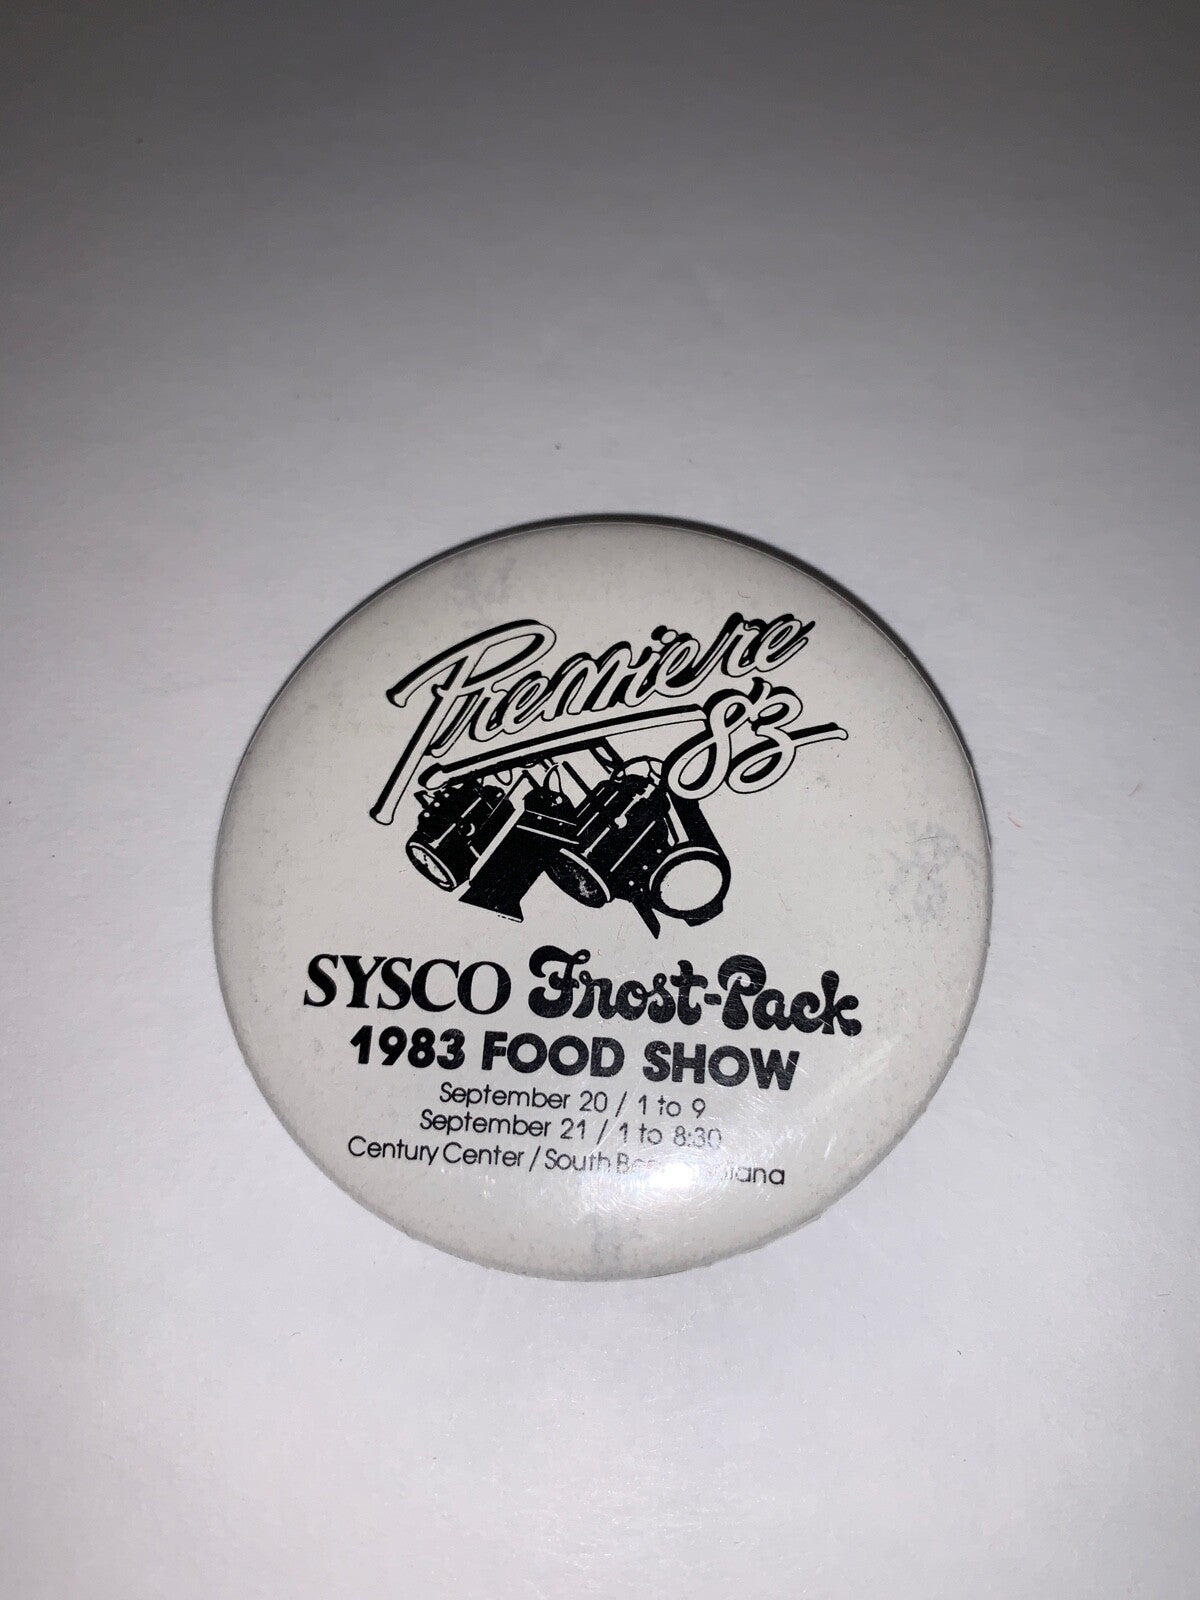 Premiere
83
SYSCO Frost-Pack
1983 FOOD SHOW
September 20 / 1 to 9
September 21 / 1 to 8:30
Century Center / South